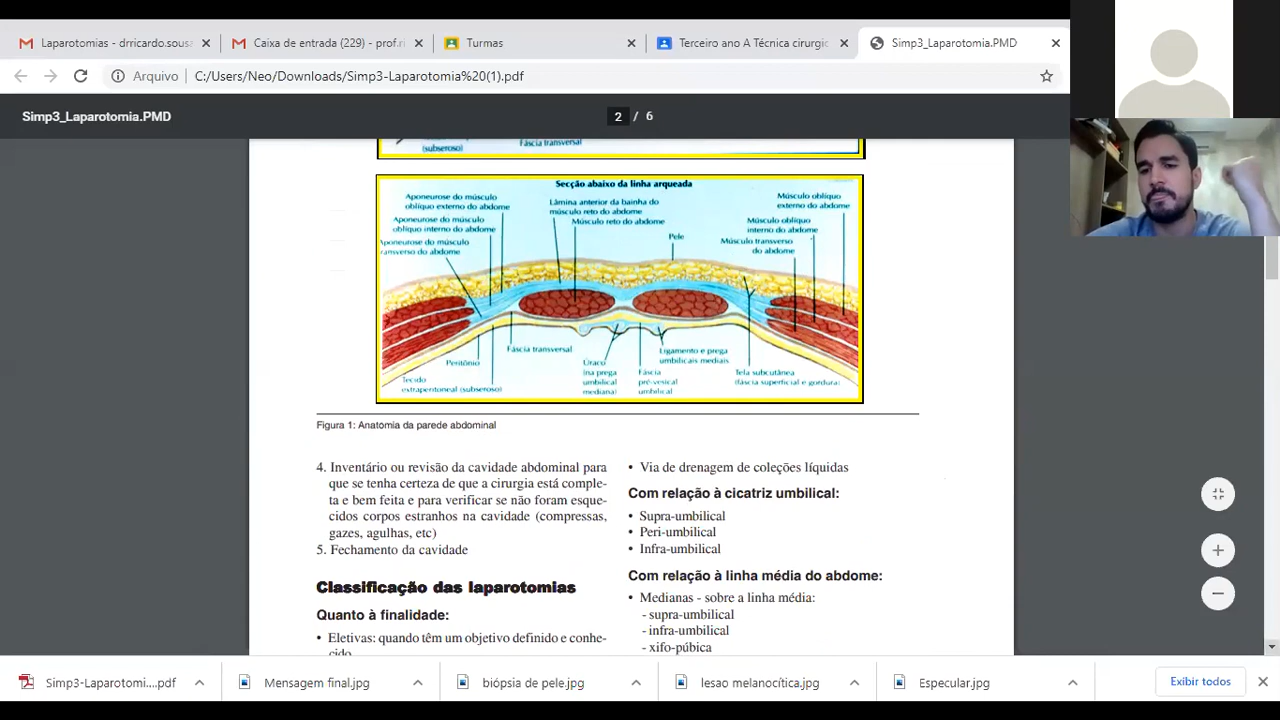 Laparotomias - drricardo.sous
Caixa de entrada (229) - prof.ri
Turmas
Terceiro ano A Técnica cirurgic
Simp3_Laparotomia.PMD
Arquivo
C:/Users/Neo/Downloads/Simp3-Laparotomia%20(1).pdf
Simp3_Laparotomia.PMD
2 / 6
(subseroso)
Fáscia transversal
Secção abaixo da linha arqueada
Aponeurose do músculo
oblíquo externo do abdome
Aponeurose do músculo
oblíquo interno do abdome
Aponeurose do músculo
transverso do abdome
Lâmina anterior da bainha do
músculo reto do abdome
Músculo reto do abdome
Pele
Músculo oblíquo
externo do abdome
Músculo oblíquo
interno do abdome
Músculo transverso
do abdome
Peritônio
Tecido
extraperitoneal (subseroso)
Fáscia transversal
Úraco
(na prega
umbilical
mediana)
Fáscia
pré-vesical
umbilical
Ligamento e prega
umbilicais mediais
Tela subcutânea
(fáscia superficial e gordura)
Figura 1: Anatomia da parede abdominal
4. Inventário ou revisão da cavidade abdominal para
que se tenha certeza de que a cirurgia está comple-
ta e bem feita e para verificar se não foram esque-
cidos corpos estranhos na cavidade (compressas,
gazes, agulhas, etc)
5. Fechamento da cavidade
Classificação das laparotomias
Quanto à finalidade:
• Eletivas: quando têm um objetivo definido e conhe-
cido
• Via de drenagem de coleções líquidas
Com relação à cicatriz umbilical:
• Supra-umbilical
• Peri-umbilical
• Infra-umbilical
Com relação à linha média do abdome:
• Medianas - sobre a linha média:
- supra-umbilical
- infra-umbilical
- xifo-púbica
Simp3-Laparotomi....pdf
Mensagem final.jpg
biópsia de pele.jpg
lesao melanocítica.jpg
Especular.jpg
Exibir todos